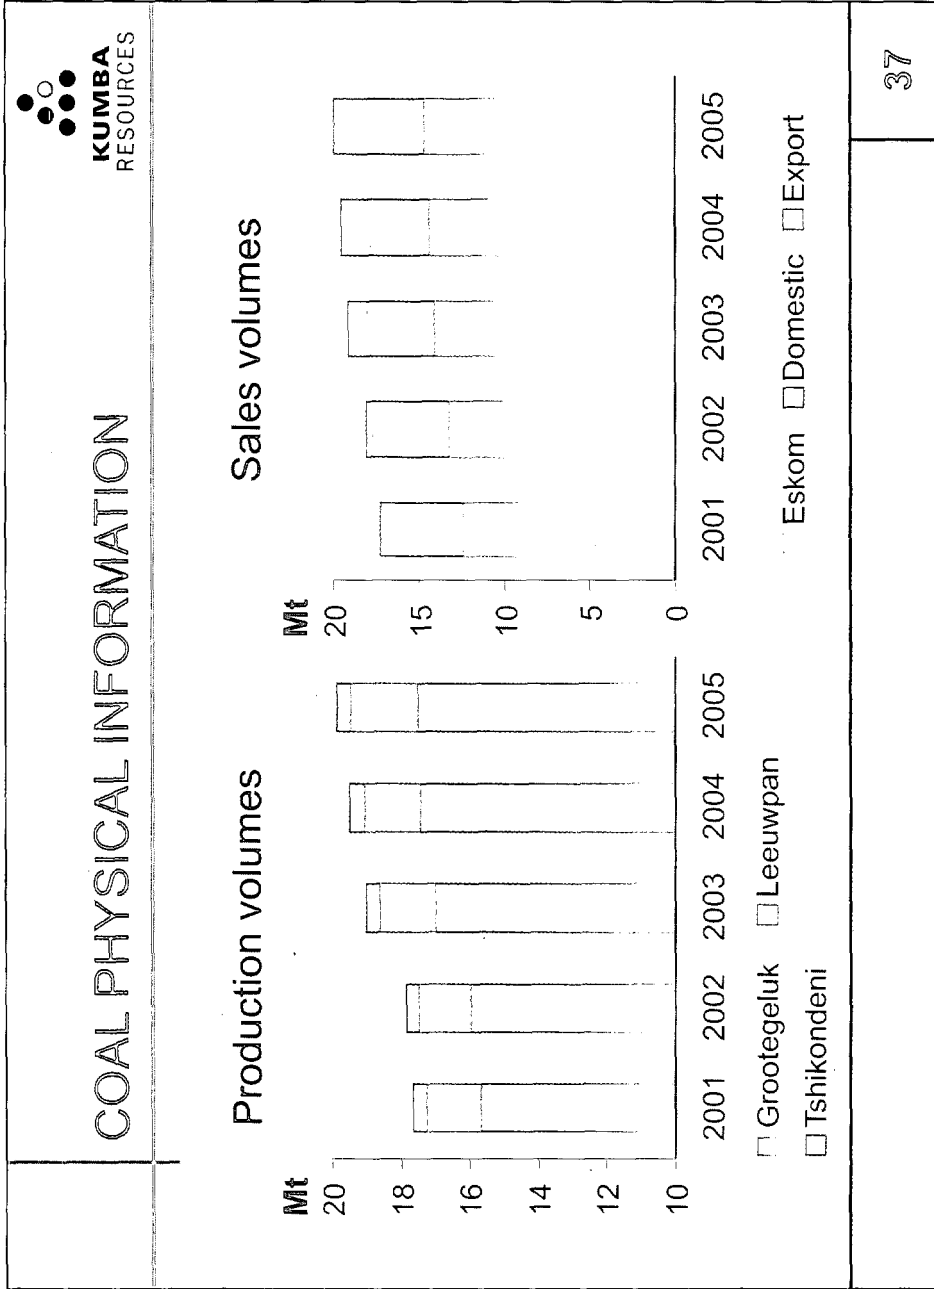 COAL PHYSICAL INFORMATION
KUMBA
RESOURCES
Production volumes
Mt
20
18
16
14
12
10
2001 2002 2003 2004 2005
Grootegeluk Leeuwpan
Tshikondeni
Sales volumes
Mt
20
15
10
5
0
2001 2002 2003 2004 2005
Eskom Domestic Export
37